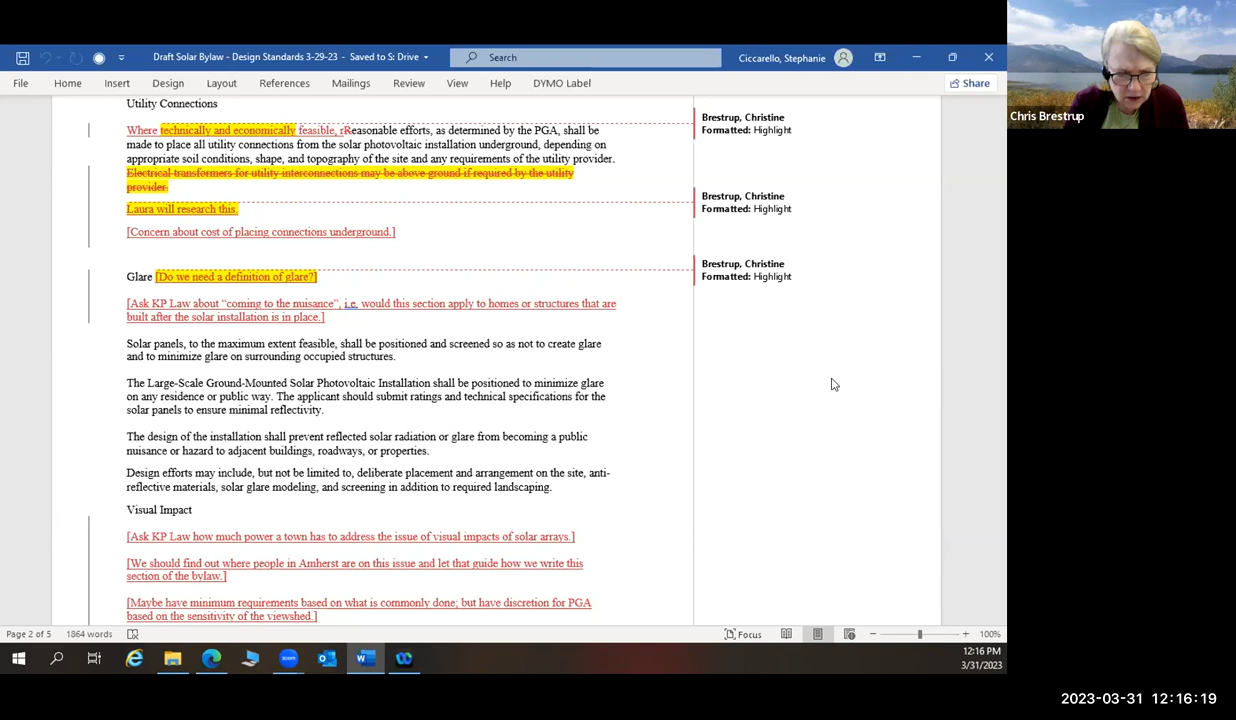 Draft Solar Bylaw - Design Standards 3-29-23 - Saved to S: Drive
Search
Ciccarello, Stephanie
File Home Insert Design Layout References Mailings Review View Help DYMO Label
Share
Utility Connections
Where technically and economically feasible, rReasonable efforts, as determined by the PGA, shall be
made to place all utility connections from the solar photovoltaic installation underground, depending on
appropriate soil conditions, shape, and topography of the site and any requirements of the utility provider.
Electrical transformers for utility interconnections may be above ground if required by the utility
provider.
Laura will research this.
[Concern about cost of placing connections underground.]
Glare [Do we need a definition of glare?]
[Ask KP Law about “coming to the nuisance”, i.e. would this section apply to homes or structures that are
built after the solar installation is in place.]
Solar panels, to the maximum extent feasible, shall be positioned and screened so as not to create glare
and to minimize glare on surrounding occupied structures.
The Large-Scale Ground-Mounted Solar Photovoltaic Installation shall be positioned to minimize glare
on any residence or public way. The applicant should submit ratings and technical specifications for the
solar panels to ensure minimal reflectivity.
The design of the installation shall prevent reflected solar radiation or glare from becoming a public
nuisance or hazard to adjacent buildings, roadways, or properties.
Design efforts may include, but not be limited to, deliberate placement and arrangement on the site, anti-
reflective materials, solar glare modeling, and screening in addition to required landscaping.
Visual Impact
[Ask KP Law how much power a town has to address the issue of visual impacts of solar arrays.]
[We should find out where people in Amherst are on this issue and let that guide how we write this
section of the bylaw.]
[Maybe have minimum requirements based on what is commonly done; but have discretion for PGA
based on the sensitivity of the viewshed.]
Brestrup, Christine
Formatted: Highlight
Brestrup, Christine
Formatted: Highlight
Brestrup, Christine
Formatted: Highlight
Chris Brestrup
Page 2 of 5 1864 words
Focus
100%
12:16 PM
3/31/2023
2023-03-31 12:16:19